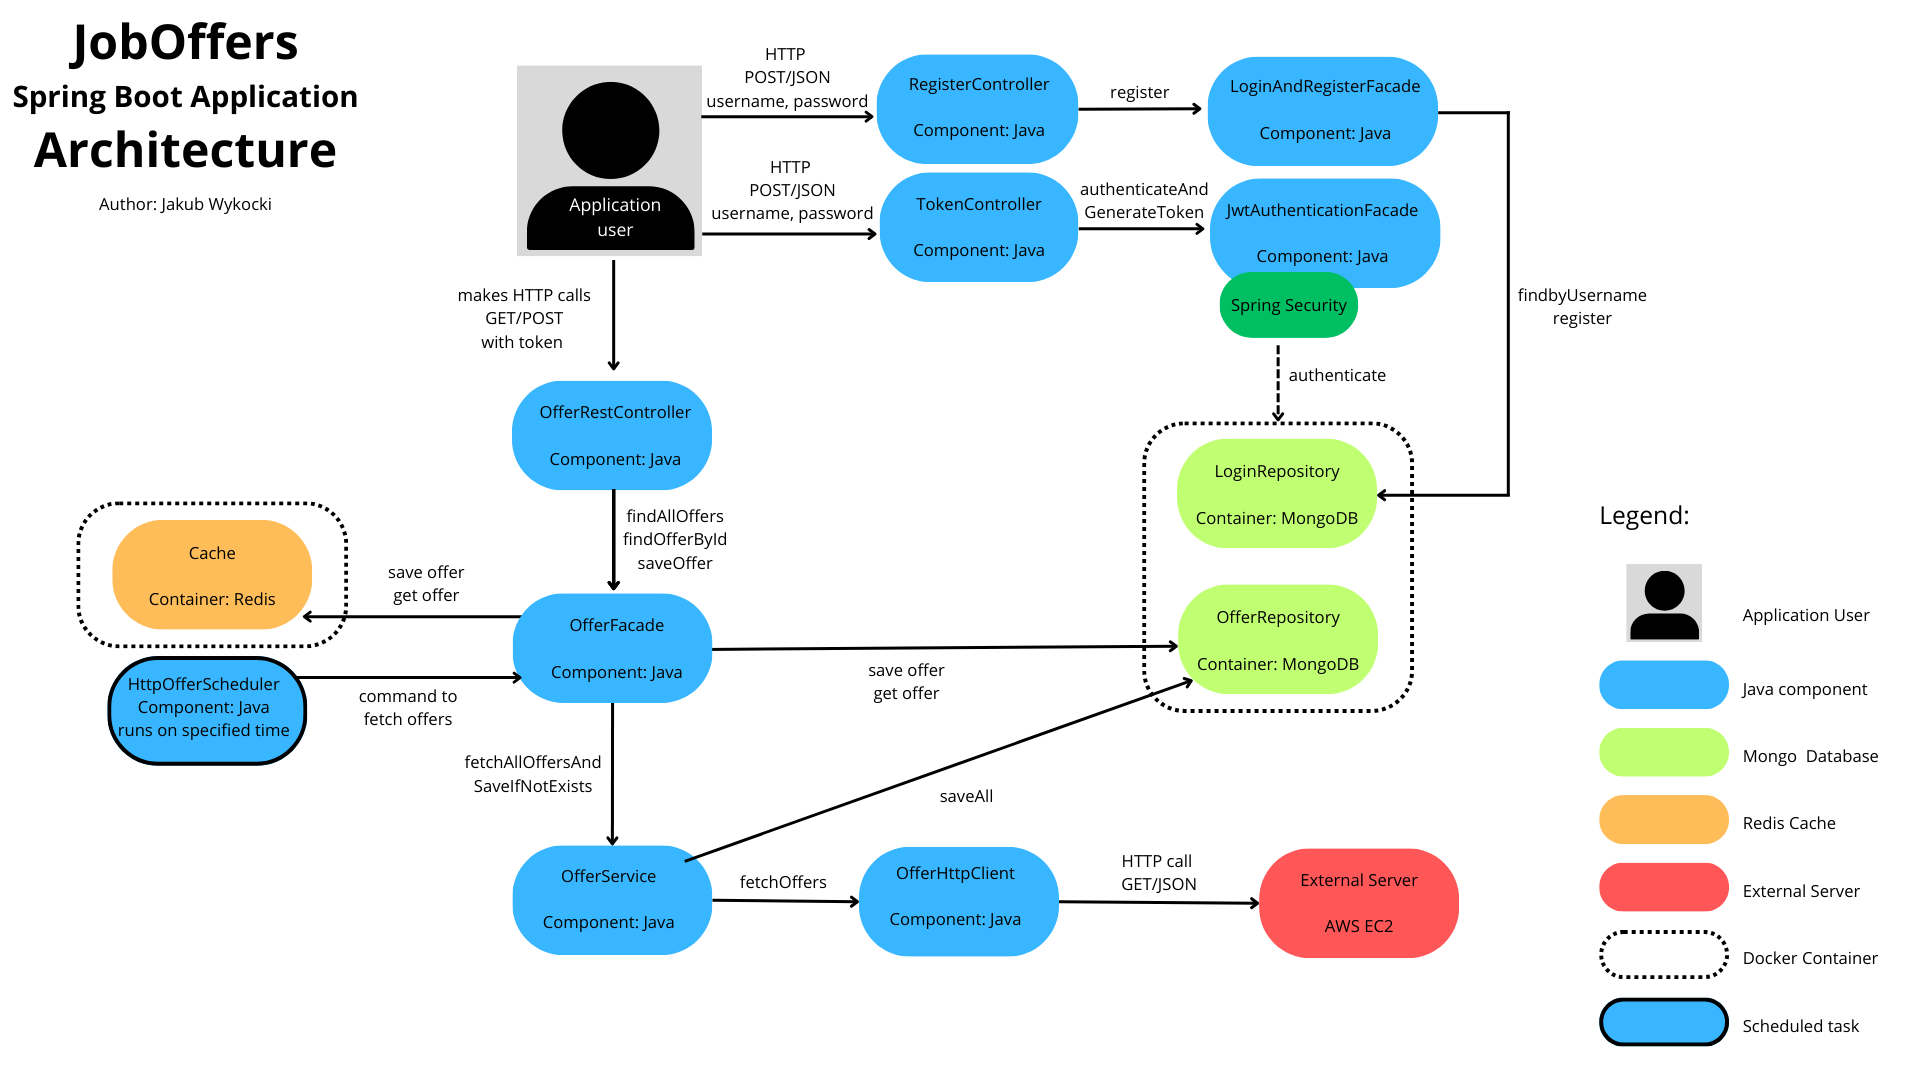 JobOffers
Spring Boot Application
Architecture
Author: Jakub Wykocki
Application
user
HTTP
POST/JSON
username, password
RegisterController
Component: Java
register
LoginAndRegisterFacade
Component: Java
HTTP
POST/JSON
username, password
TokenController
Component: Java
authenticateAnd
GenerateToken
JwtAuthenticationFacade
Component: Java
Spring Security
findbyUsername
register
authenticate
makes HTTP calls
GET/POST
with token
OfferRestController
Component: Java
findAllOffers
findOfferById
saveOffer
LoginRepository
Container: MongoDB
Cache
Container: Redis
save offer
get offer
OfferFacade
Component: Java
save offer
get offer
OfferRepository
Container: MongoDB
HttpOfferScheduler
Component: Java
runs on specified time
command to
fetch offers
fetchAllOffersAnd
SaveIfNotExists
saveAll
OfferService
Component: Java
fetchOffers
OfferHttpClient
Component: Java
HTTP call
GET/JSON
External Server
AWS EC2
Legend:
Application User
Java component
Mongo  Database
Redis Cache
External Server
Docker Container
Scheduled task